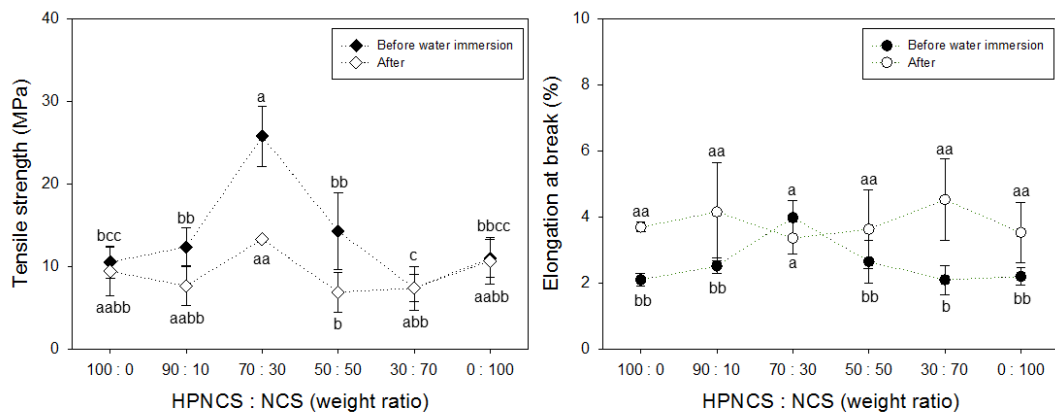 40
30
20
10
0
Tensile strength (MPa)
Before water immersion
After
a
bb
bb
bcc
c
bbcc
aa
aabb
aabb
b
abb
aabb
100 : 0
90 : 10
70 : 30
50 : 50
30 : 70
0 : 100
HPNCS : NCS (weight ratio)
10
8
6
4
2
0
Elongation at break (%)
Before water immersion
After
aa
aa
a
aa
aa
aa
bb
bb
a
bb
b
bb
100 : 0
90 : 10
70 : 30
50 : 50
30 : 70
0 : 100
HPNCS : NCS (weight ratio)